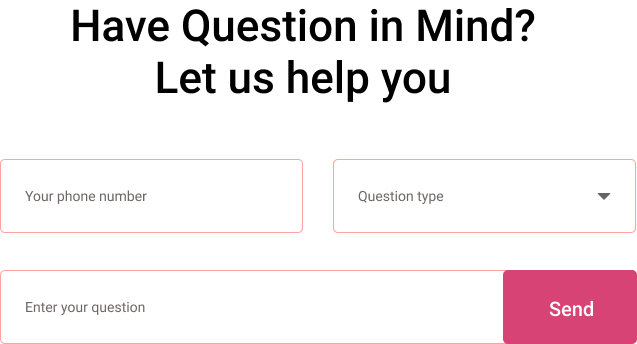 Have Question in Mind?
Let us help you
Your phone number
Question type
Enter your question
Send